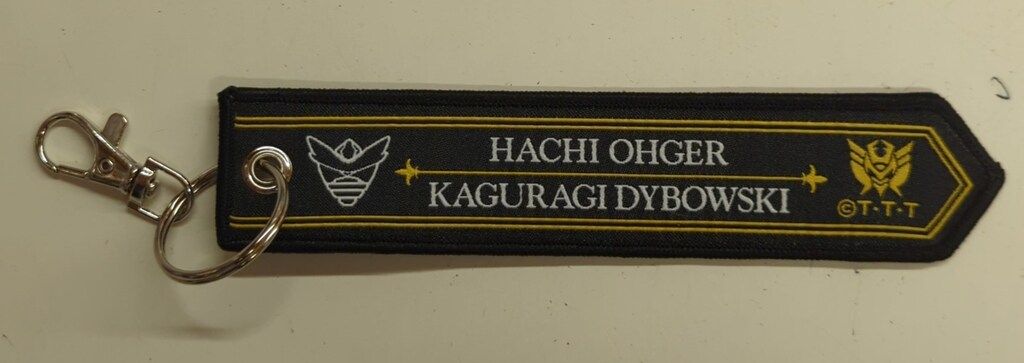 HACHI OHGER
KAGURAGI DYBOWSKI
©T·T·T